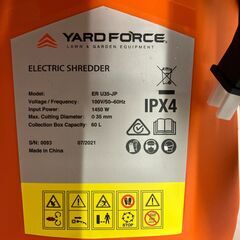 YARD FORCE
LAWN & GARDEN EQUIPMENT
ELECTRIC SHREDDER
Model: ER U35-JP
Voltage / Frequency: 100V/50~60Hz
Input Power: 1450 W
Max. Cutting Diameter: O 35 mm
Collection Box Capacity: 60 L
IPX4
S/N: 0093 07/2021
Made in China